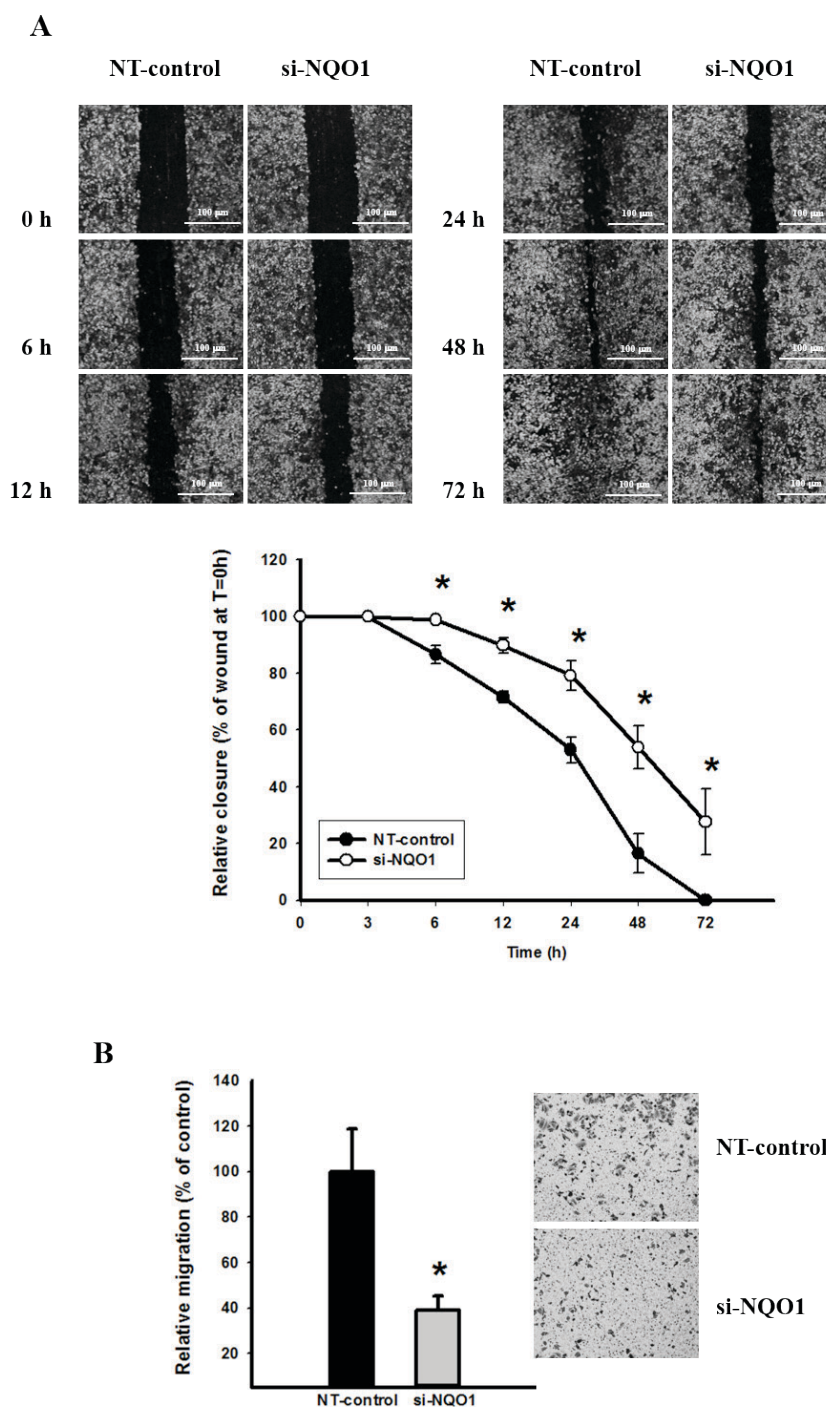 A
NT-control si-NQO1 NT-control si-NQO1
0 h 100 µm 100 µm 24 h 100 µm 100 µm
6 h 100 µm 100 µm 48 h 100 µm 100 µm
12 h 100 µm 100 µm 72 h 100 µm 100 µm
Relative closure (% of wound at T=0h)
120
100
80
60
40
20
0
* * * * *
NT-control
si-NQO1
0 3 6 12 24 48 72
Time (h)
B
Relative migration (% of control)
140
120
100
80
60
40
20
*
NT-control si-NQO1
NT-control
si-NQO1